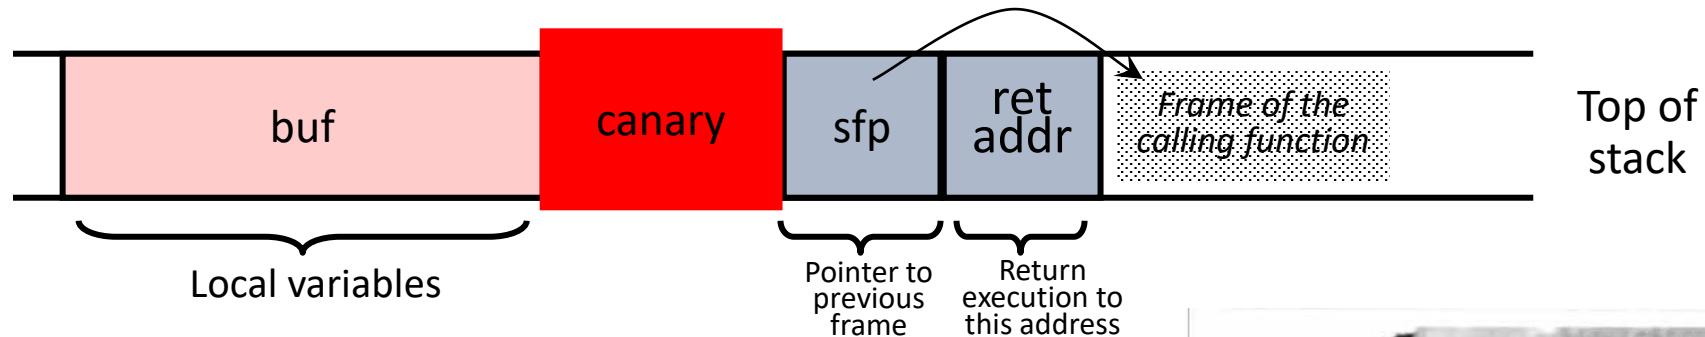 buf
canary
sfp
ret
addr
Frame of the
calling function
Top of
stack
Local variables
Pointer to
previous
frame
Return
execution to
this address